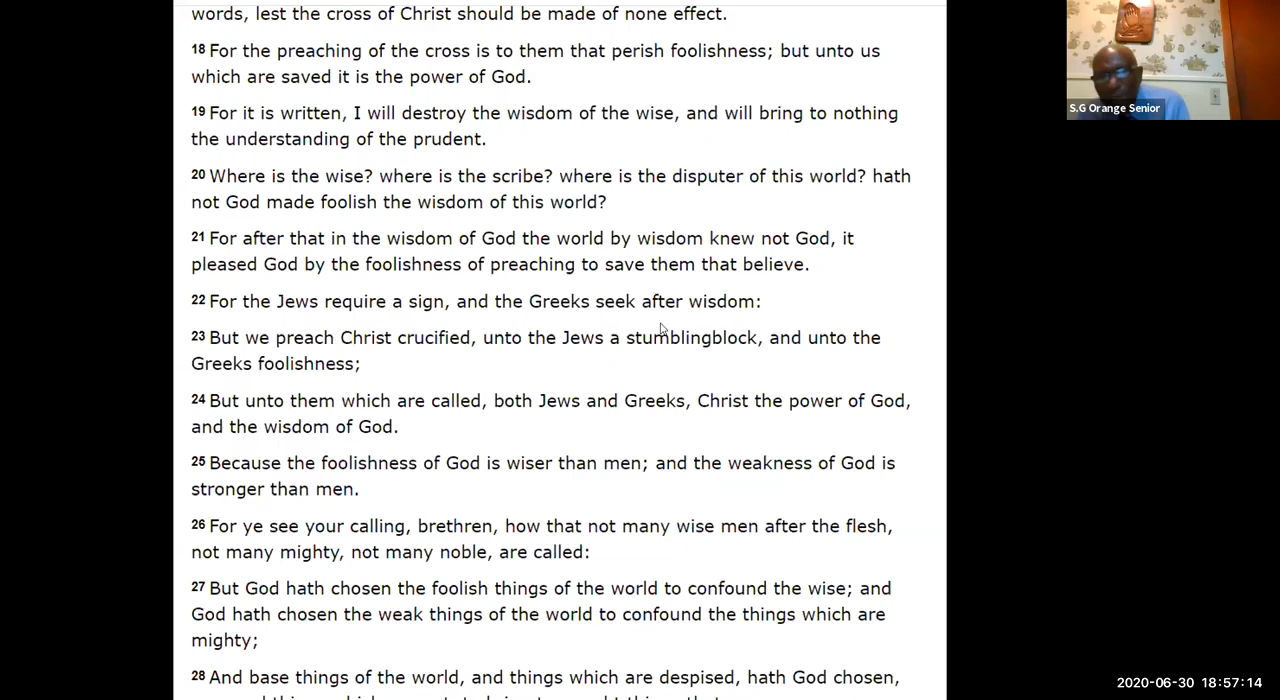 words, lest the cross of Christ should be made of none effect.
18 For the preaching of the cross is to them that perish foolishness; but unto us
which are saved it is the power of God.
19 For it is written, I will destroy the wisdom of the wise, and will bring to nothing
the understanding of the prudent.
20 Where is the wise? where is the scribe? where is the disputer of this world? hath
not God made foolish the wisdom of this world?
21 For after that in the wisdom of God the world by wisdom knew not God, it
pleased God by the foolishness of preaching to save them that believe.
22 For the Jews require a sign, and the Greeks seek after wisdom:
23 But we preach Christ crucified, unto the Jews a stumblingblock, and unto the
Greeks foolishness;
24 But unto them which are called, both Jews and Greeks, Christ the power of God,
and the wisdom of God.
25 Because the foolishness of God is wiser than men; and the weakness of God is
stronger than men.
26 For ye see your calling, brethren, how that not many wise men after the flesh,
not many mighty, not many noble, are called:
27 But God hath chosen the foolish things of the world to confound the wise; and
God hath chosen the weak things of the world to confound the things which are
mighty;
28 And base things of the world, and things which are despised, hath God chosen,
S.G Orange Senior
2020-06-30 18:57:14